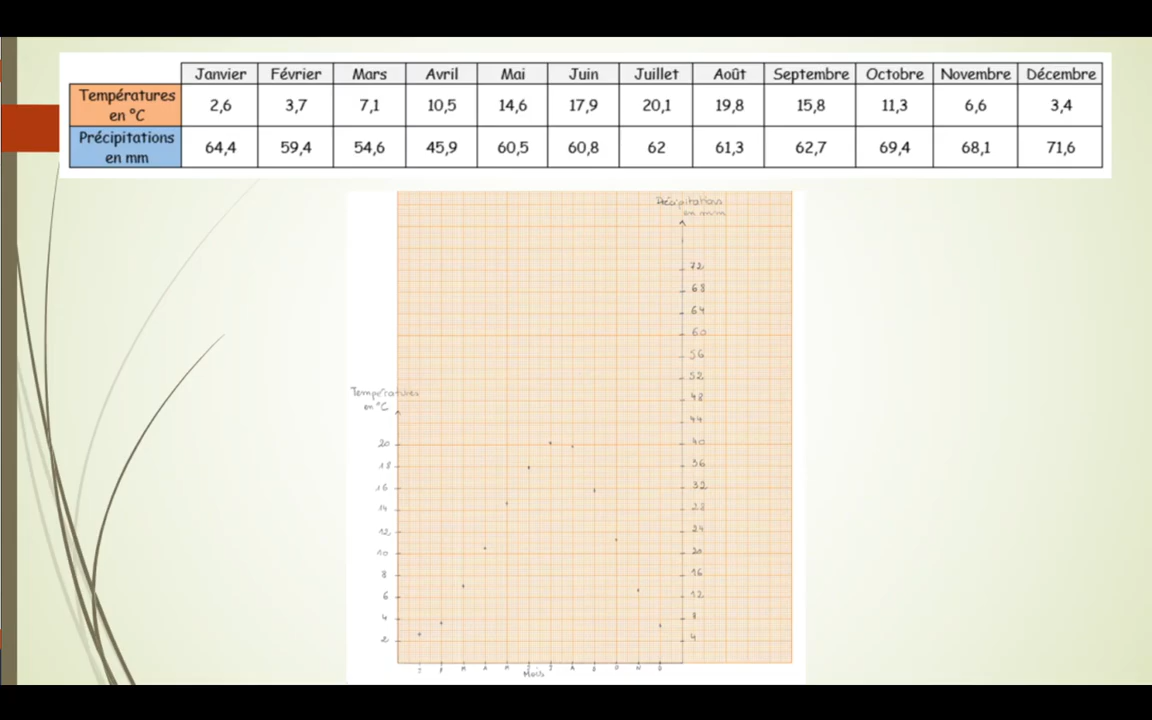 Janvier Février Mars Avril Mai Juin Juillet Août Septembre Octobre Novembre Décembre
Températures en °C 2,6 3,7 7,1 10,5 14,6 17,9 20,1 19,8 15,8 11,3 6,6 3,4
Précipitations en mm 64,4 59,4 54,6 45,9 60,5 60,8 62 61,3 62,7 69,4 68,1 71,6
Précipitations
en mm
72
68
64
60
56
52
Températures 48
en °C
44
20 40
18 36
16 32
14 28
12 24
10 20
8 16
6 12
4 8
2 4
J F M A M J J A S O N D
Mois